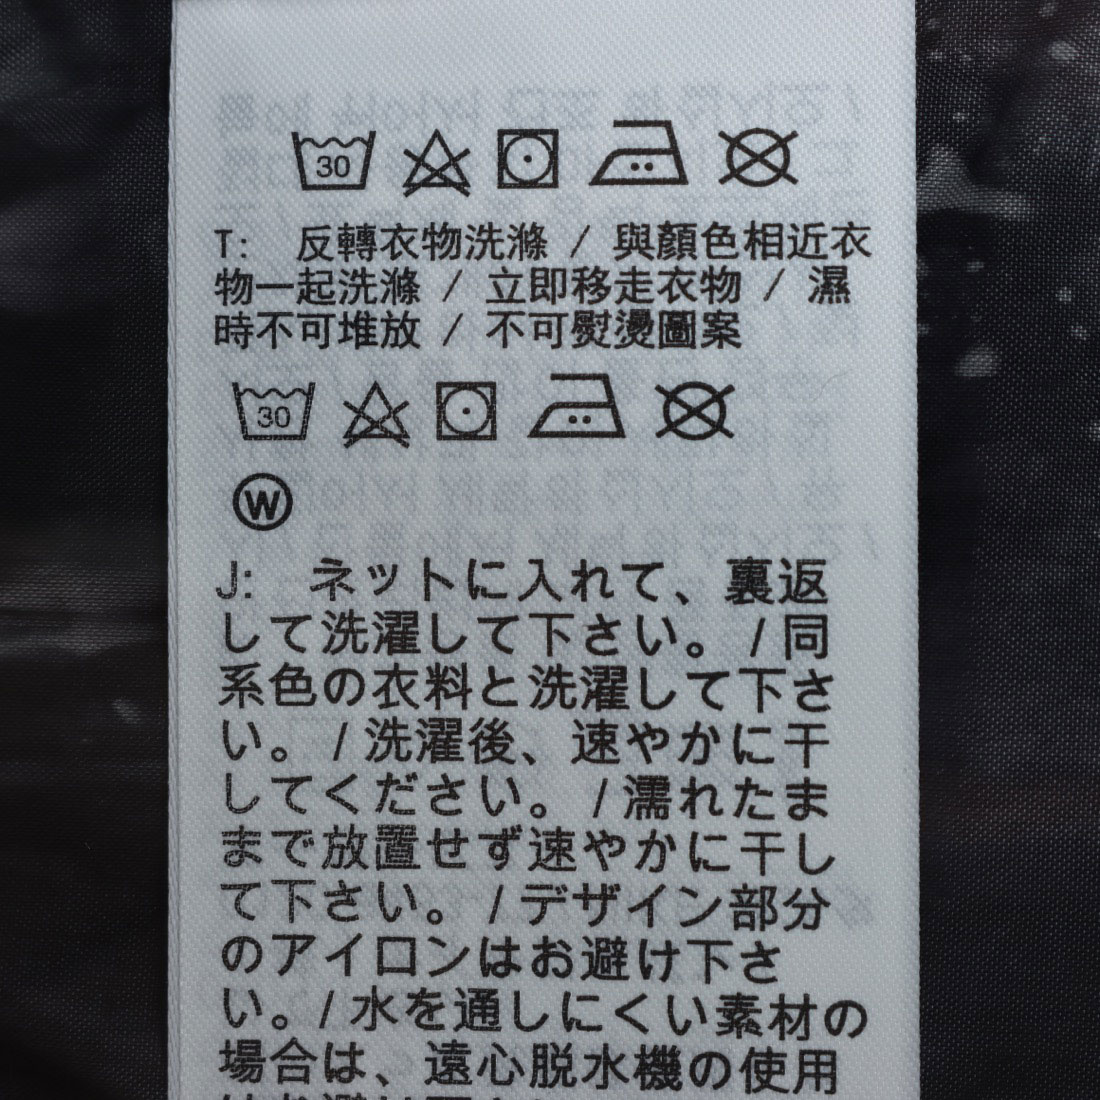 30
T: 反轉衣物洗滌 / 與顏色相近衣
物一起洗滌 / 立即移走衣物 / 濕
時不可堆放 / 不可熨燙圖案
30
W
J: ネットに入れて、裏返
して洗濯して下さい。 / 同
系色の衣料と洗濯して下さ
い。 / 洗濯後、速やかに干
してください。 / 濡れたま
まで放置せず速やかに干し
て下さい。 / デザイン部分
のアイロンはお避け下さ
い。 / 水を通しにくい素材の
場合は、遠心脱水機の使用